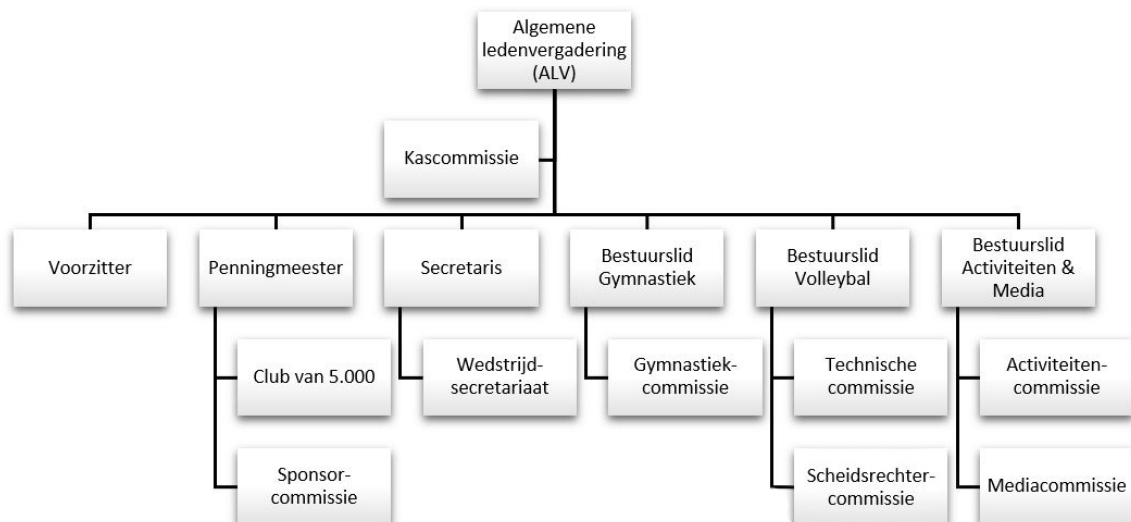 Algemene
ledenvergadering
(ALV)
Kascommissie
Voorzitter
Penningmeester
Secretaris
Bestuurslid
Gymnastiek
Bestuurslid
Volleybal
Bestuurslid
Activiteiten &
Media
Club van 5.000
Wedstrijd-
secretariaat
Gymnastiek-
commissie
Technische
commissie
Activiteiten-
commissie
Sponsor-
commissie
Scheidsrechter-
commissie
Mediacommissie